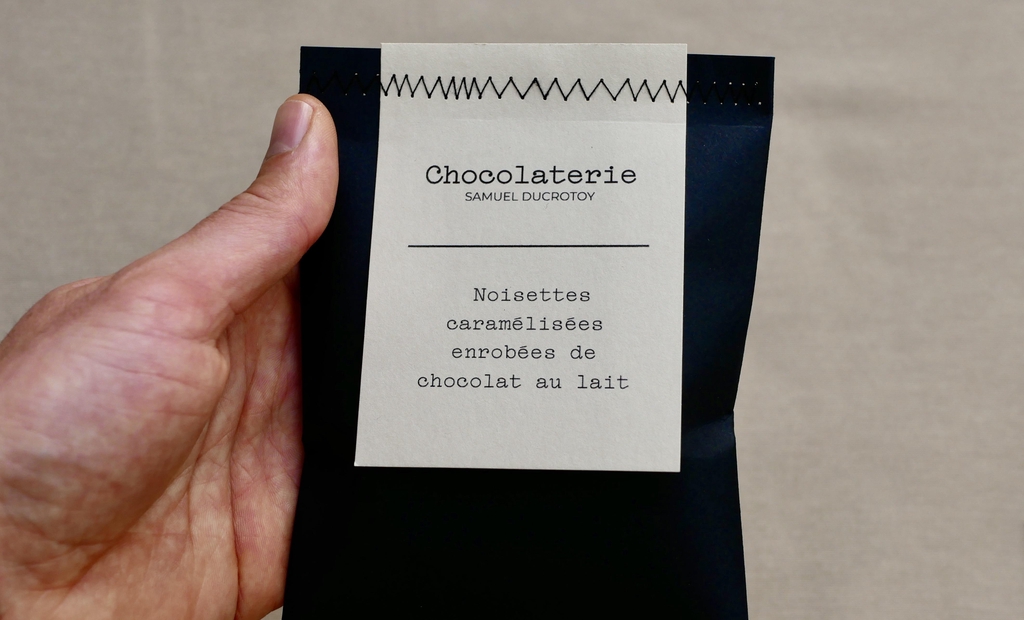 Chocolaterie
SAMUEL DUCROTOY
Noisettes
caramélisées
enrobées de
chocolat au lait